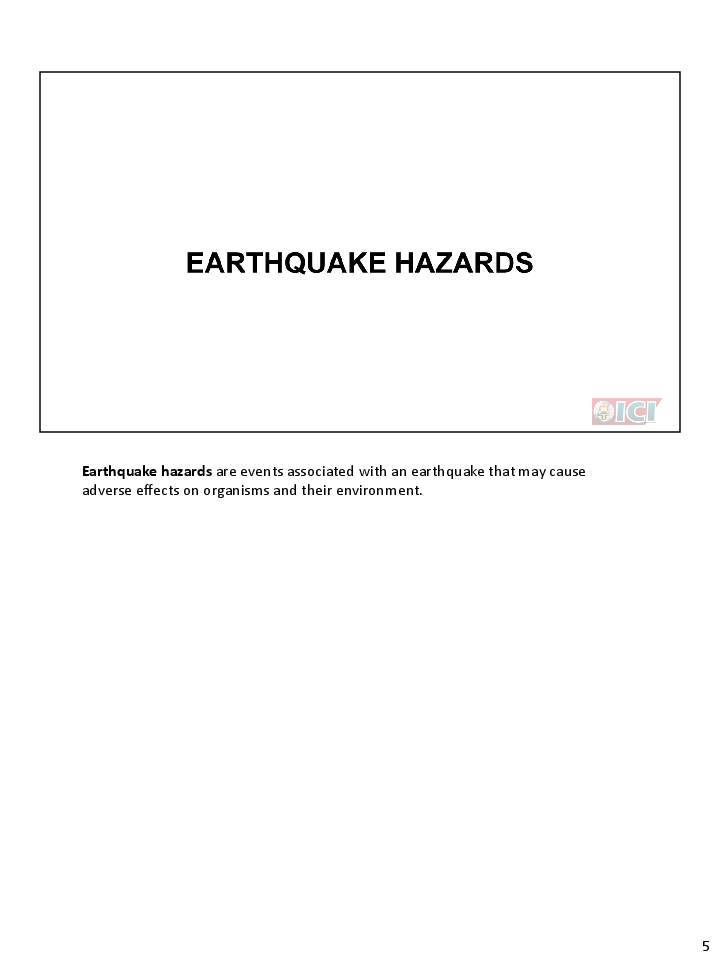 EARTHQUAKE HAZARDS
ICI
Earthquake hazards are events associated with an earthquake that may cause
adverse effects on organisms and their environment.
5